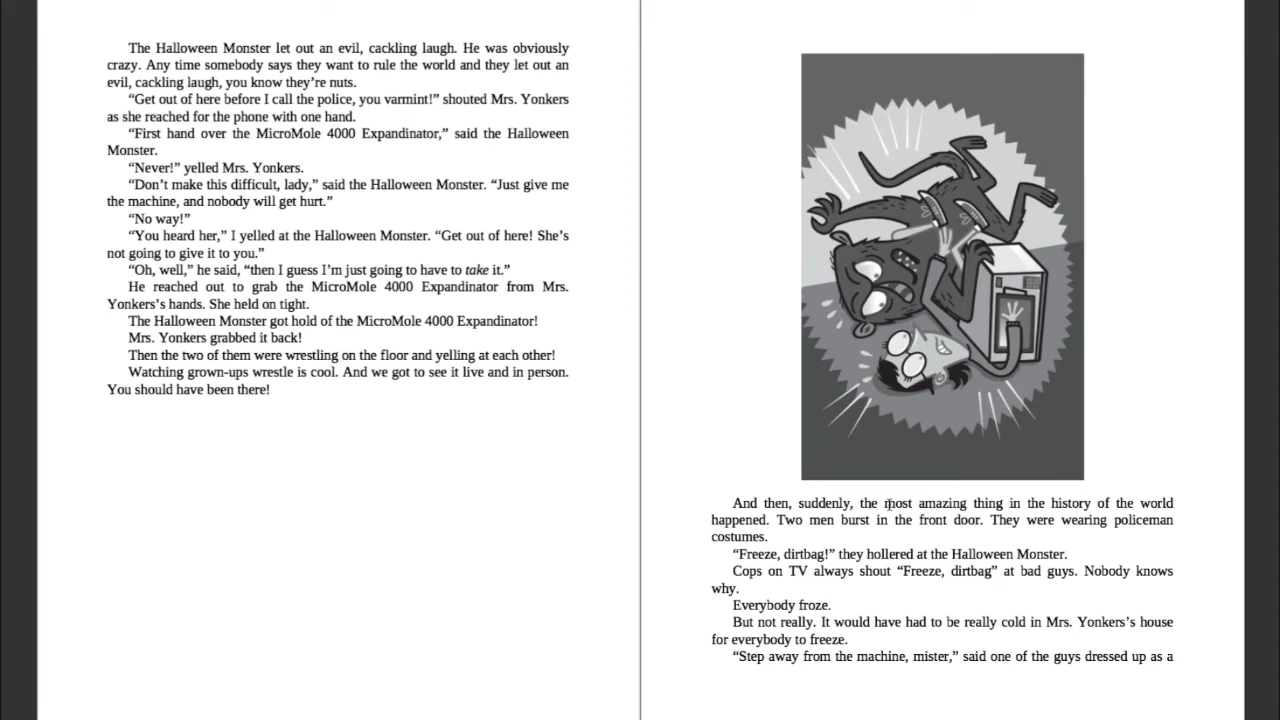 The Halloween Monster let out an evil, cackling laugh. He was obviously
crazy. Any time somebody says they want to rule the world and they let out an
evil, cackling laugh, you know they’re nuts.
“Get out of here before I call the police, you varmint!” shouted Mrs. Yonkers
as she reached for the phone with one hand.
“First hand over the MicroMole 4000 Expandinator,” said the Halloween
Monster.
“Never!” yelled Mrs. Yonkers.
“Don’t make this difficult, lady,” said the Halloween Monster. “Just give me
the machine, and nobody will get hurt.”
“No way!”
“You heard her,” I yelled at the Halloween Monster. “Get out of here! She’s
not going to give it to you.”
“Oh, well,” he said, “then I guess I’m just going to have to take it.”
He reached out to grab the MicroMole 4000 Expandinator from Mrs.
Yonkers’s hands. She held on tight.
The Halloween Monster got hold of the MicroMole 4000 Expandinator!
Mrs. Yonkers grabbed it back!
Then the two of them were wrestling on the floor and yelling at each other!
Watching grown-ups wrestle is cool. And we got to see it live and in person.
You should have been there!
And then, suddenly, the most amazing thing in the history of the world
happened. Two men burst in the front door. They were wearing policeman
costumes.
“Freeze, dirtbag!” they hollered at the Halloween Monster.
Cops on TV always shout “Freeze, dirtbag” at bad guys. Nobody knows
why.
Everybody froze.
But not really. It would have had to be really cold in Mrs. Yonkers’s house
for everybody to freeze.
“Step away from the machine, mister,” said one of the guys dressed up as a